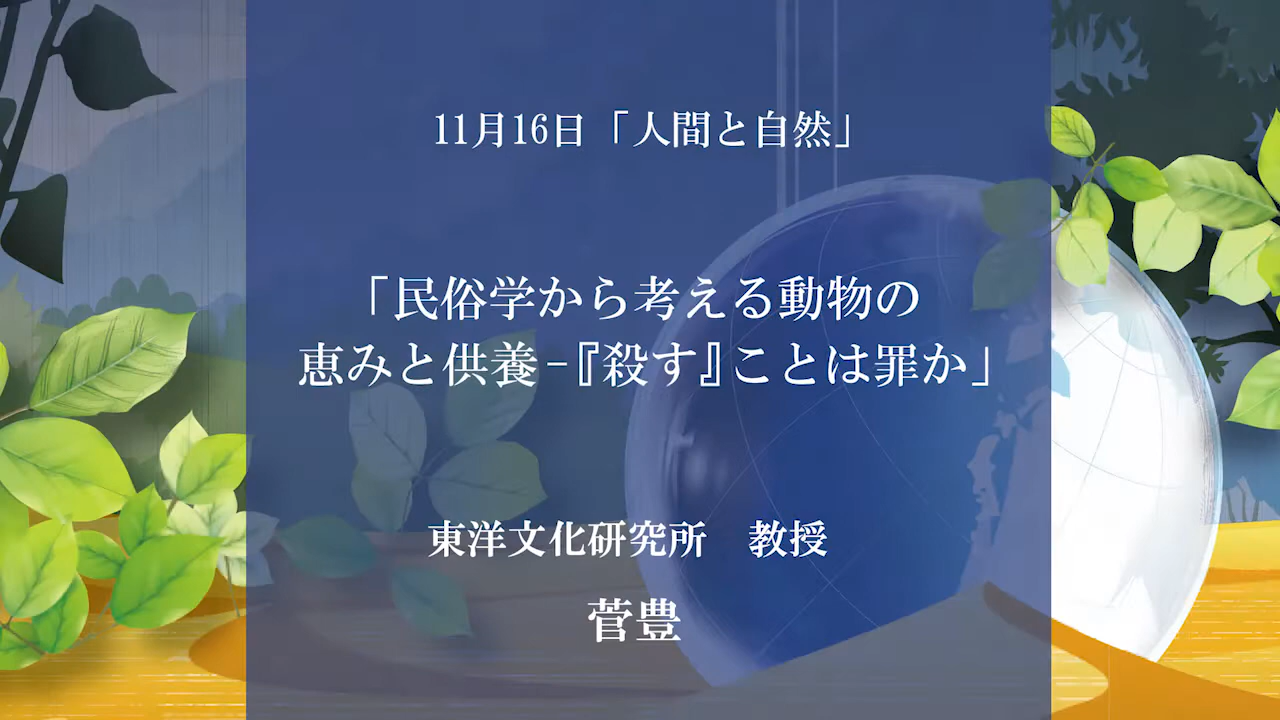 11月16日「人間と自然」
「民俗学から考える動物の
恵みと供養-『殺す』ことは罪か」
東洋文化研究所　教授
菅豊